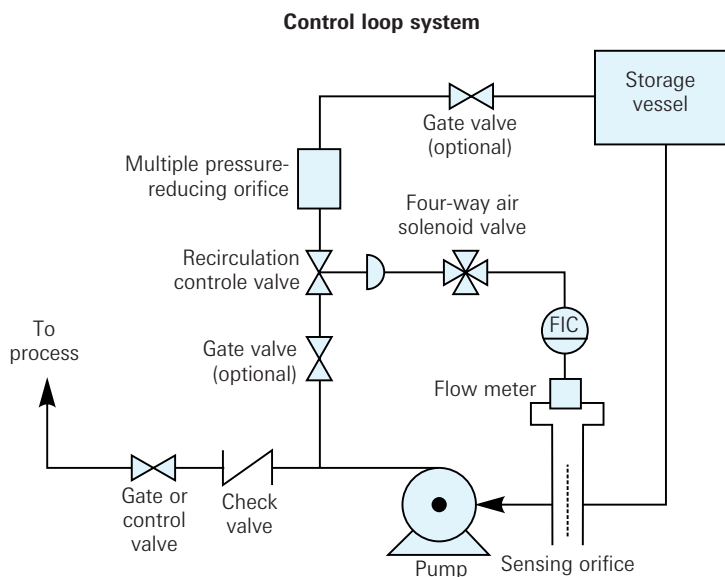 Control loop system
Storage
vessel
Gate valve
(optional)
Multiple pressure-
reducing orifice
Four-way air
solenoid valve
Recirculation
controle valve
FIC
To
process
Gate valve
(optional)
Flow meter
Gate or
control
valve
Check
valve
Pump
Sensing orifice